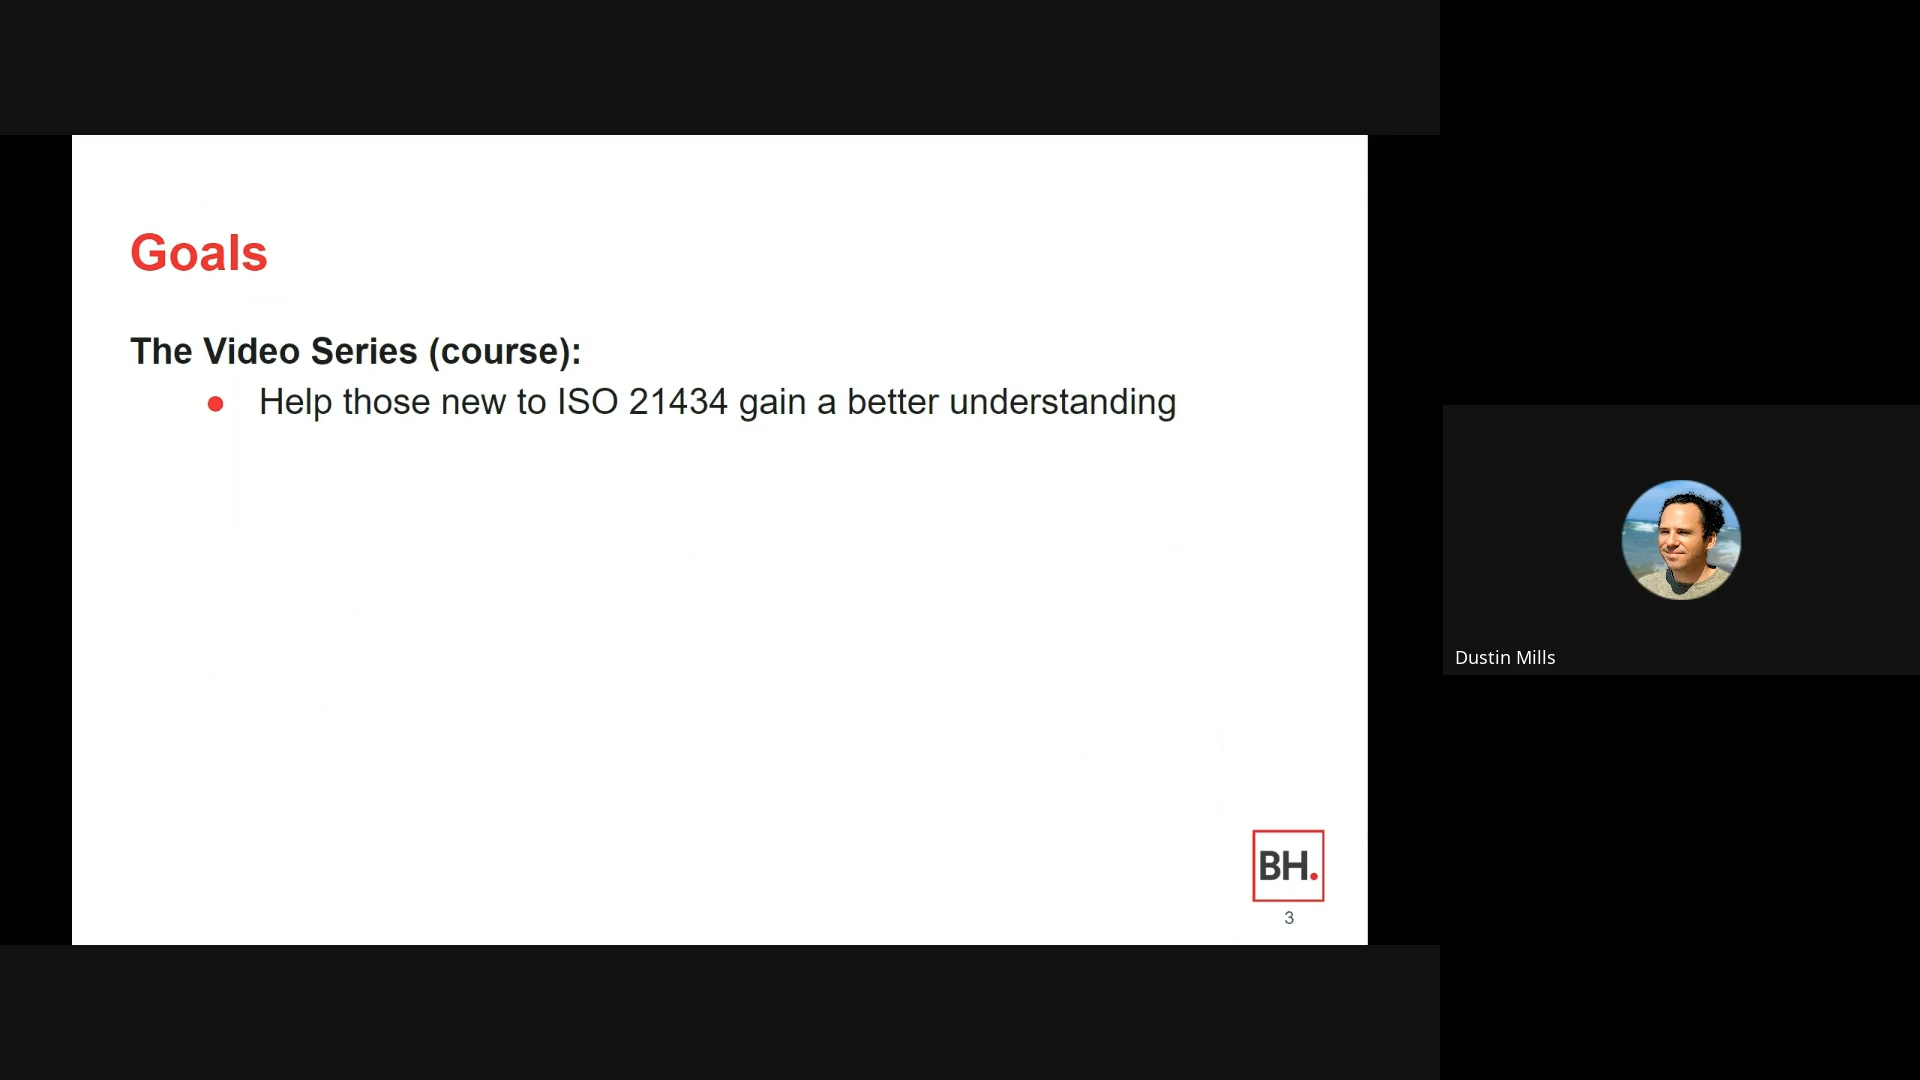 Goals
The Video Series (course):
● Help those new to ISO 21434 gain a better understanding
BH.
3
Dustin Mills